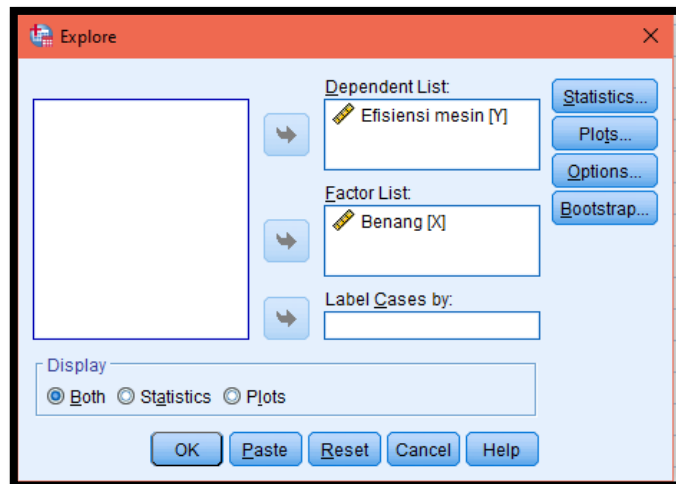 Explore
Dependent List:
Efisiensi mesin [Y]
Statistics...
Plots...
Options...
Bootstrap...
Factor List:
Benang [X]
Label Cases by:
Display
Both Statistics Plots
OK Paste Reset Cancel Help